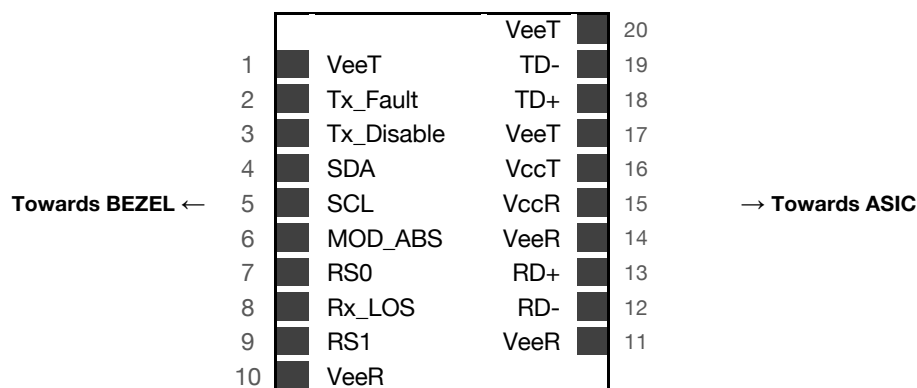 VeeT 20
1 VeeT TD- 19
2 Tx_Fault TD+ 18
3 Tx_Disable VeeT 17
4 SDA VccT 16
Towards BEZEL ← 5 SCL VccR 15 → Towards ASIC
6 MOD_ABS VeeR 14
7 RS0 RD+ 13
8 Rx_LOS RD- 12
9 RS1 VeeR 11
10 VeeR